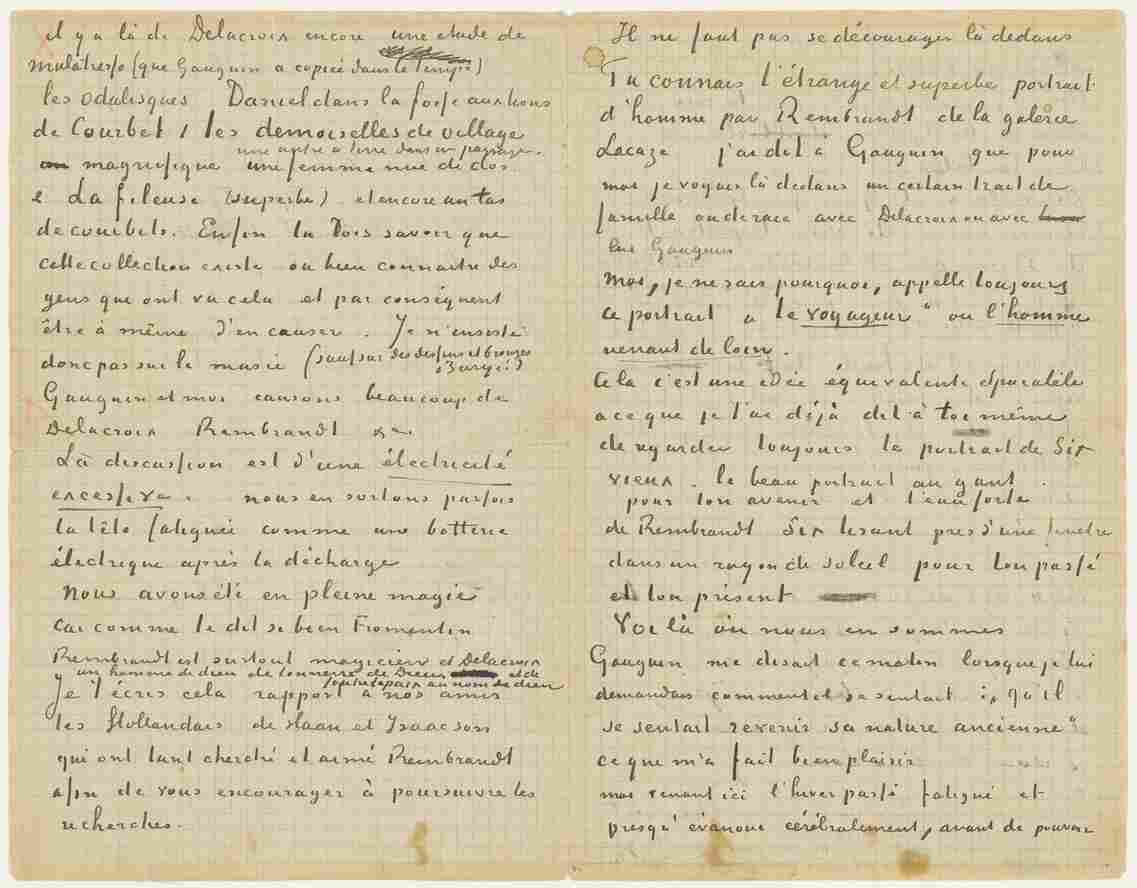 il y a là de Delacroix encore une etude de
mulâtresse (que Gauguin a copiée dans le temps)
les odalisques Daniel dans la fosse aux lions
de Courbet 1 les demoiselles de village
une autre a terre dans un paysage.
magnifique une femme nue de dos
2 La fileuse (superbe) et encore un tas
de courbets. Enfin tu Dois savoir que
cette collection existe ou bien connaitre des
gens qui ont vu cela et par conséquent
être à même d'en causer. Je n'insiste
donc pas sur le musée (sauf sur des dessins et bronzes
Barye!)
Gauguin et moi causons beaucoup de
Delacroix Rembrandt &c.
La discussion est d'une électricité
excessive. nous en sortons parfois
la tête fatiguée comme une batterie
électrique après la décharge
Nous avons été en pleine magie
car comme le dit si bien Fromentin
Rembrandt est surtout magicien et Delacroix
un homme de dieu de tonnerre de Dieu et de
foutre la paix au nom de dieu
Je t'écris cela rapport à nos amis
les Hollandais de Haan et Isaacson
qui ont tant cherché et aimé Rembrandt
afin de vous encourager à poursuivre les
recherches.
Il ne faut pas se décourager là dedans
Tu connais l'étrange et superbe portrait
d'homme par Rembrandt de la galerie
Lacaze j'ai dit à Gauguin que pour
moi je voyais là dedans un certain trait de
famille ou de race avec Delacroix ou avec
lui Gauguin
Moi, je ne sais pourquoi, appelle toujours
ce portrait „le voyageur" ou l'homme
venant de loin.
Cela c'est une idée équivalente & parallèle
a ce que je t'ai déjà dit à toi même
de regarder toujours le portrait de Six
vieux. le beau portrait au gant.
pour ton avenir et l'eau forte
de Rembrandt Six lisant près d'une fenêtre
dans un rayon de soleil pour ton passé
et ton présent
Voilà où nous en sommes
Gauguin me disait ce matin lorsque je lui
demandais comment il se sentait „qu'il
se sentait revenir sa nature ancienne"
ce qui m'a fait bien plaisir
moi venant ici l'hiver passé fatigué et
presqu'évanoui cérébralement, avant de pouvoir